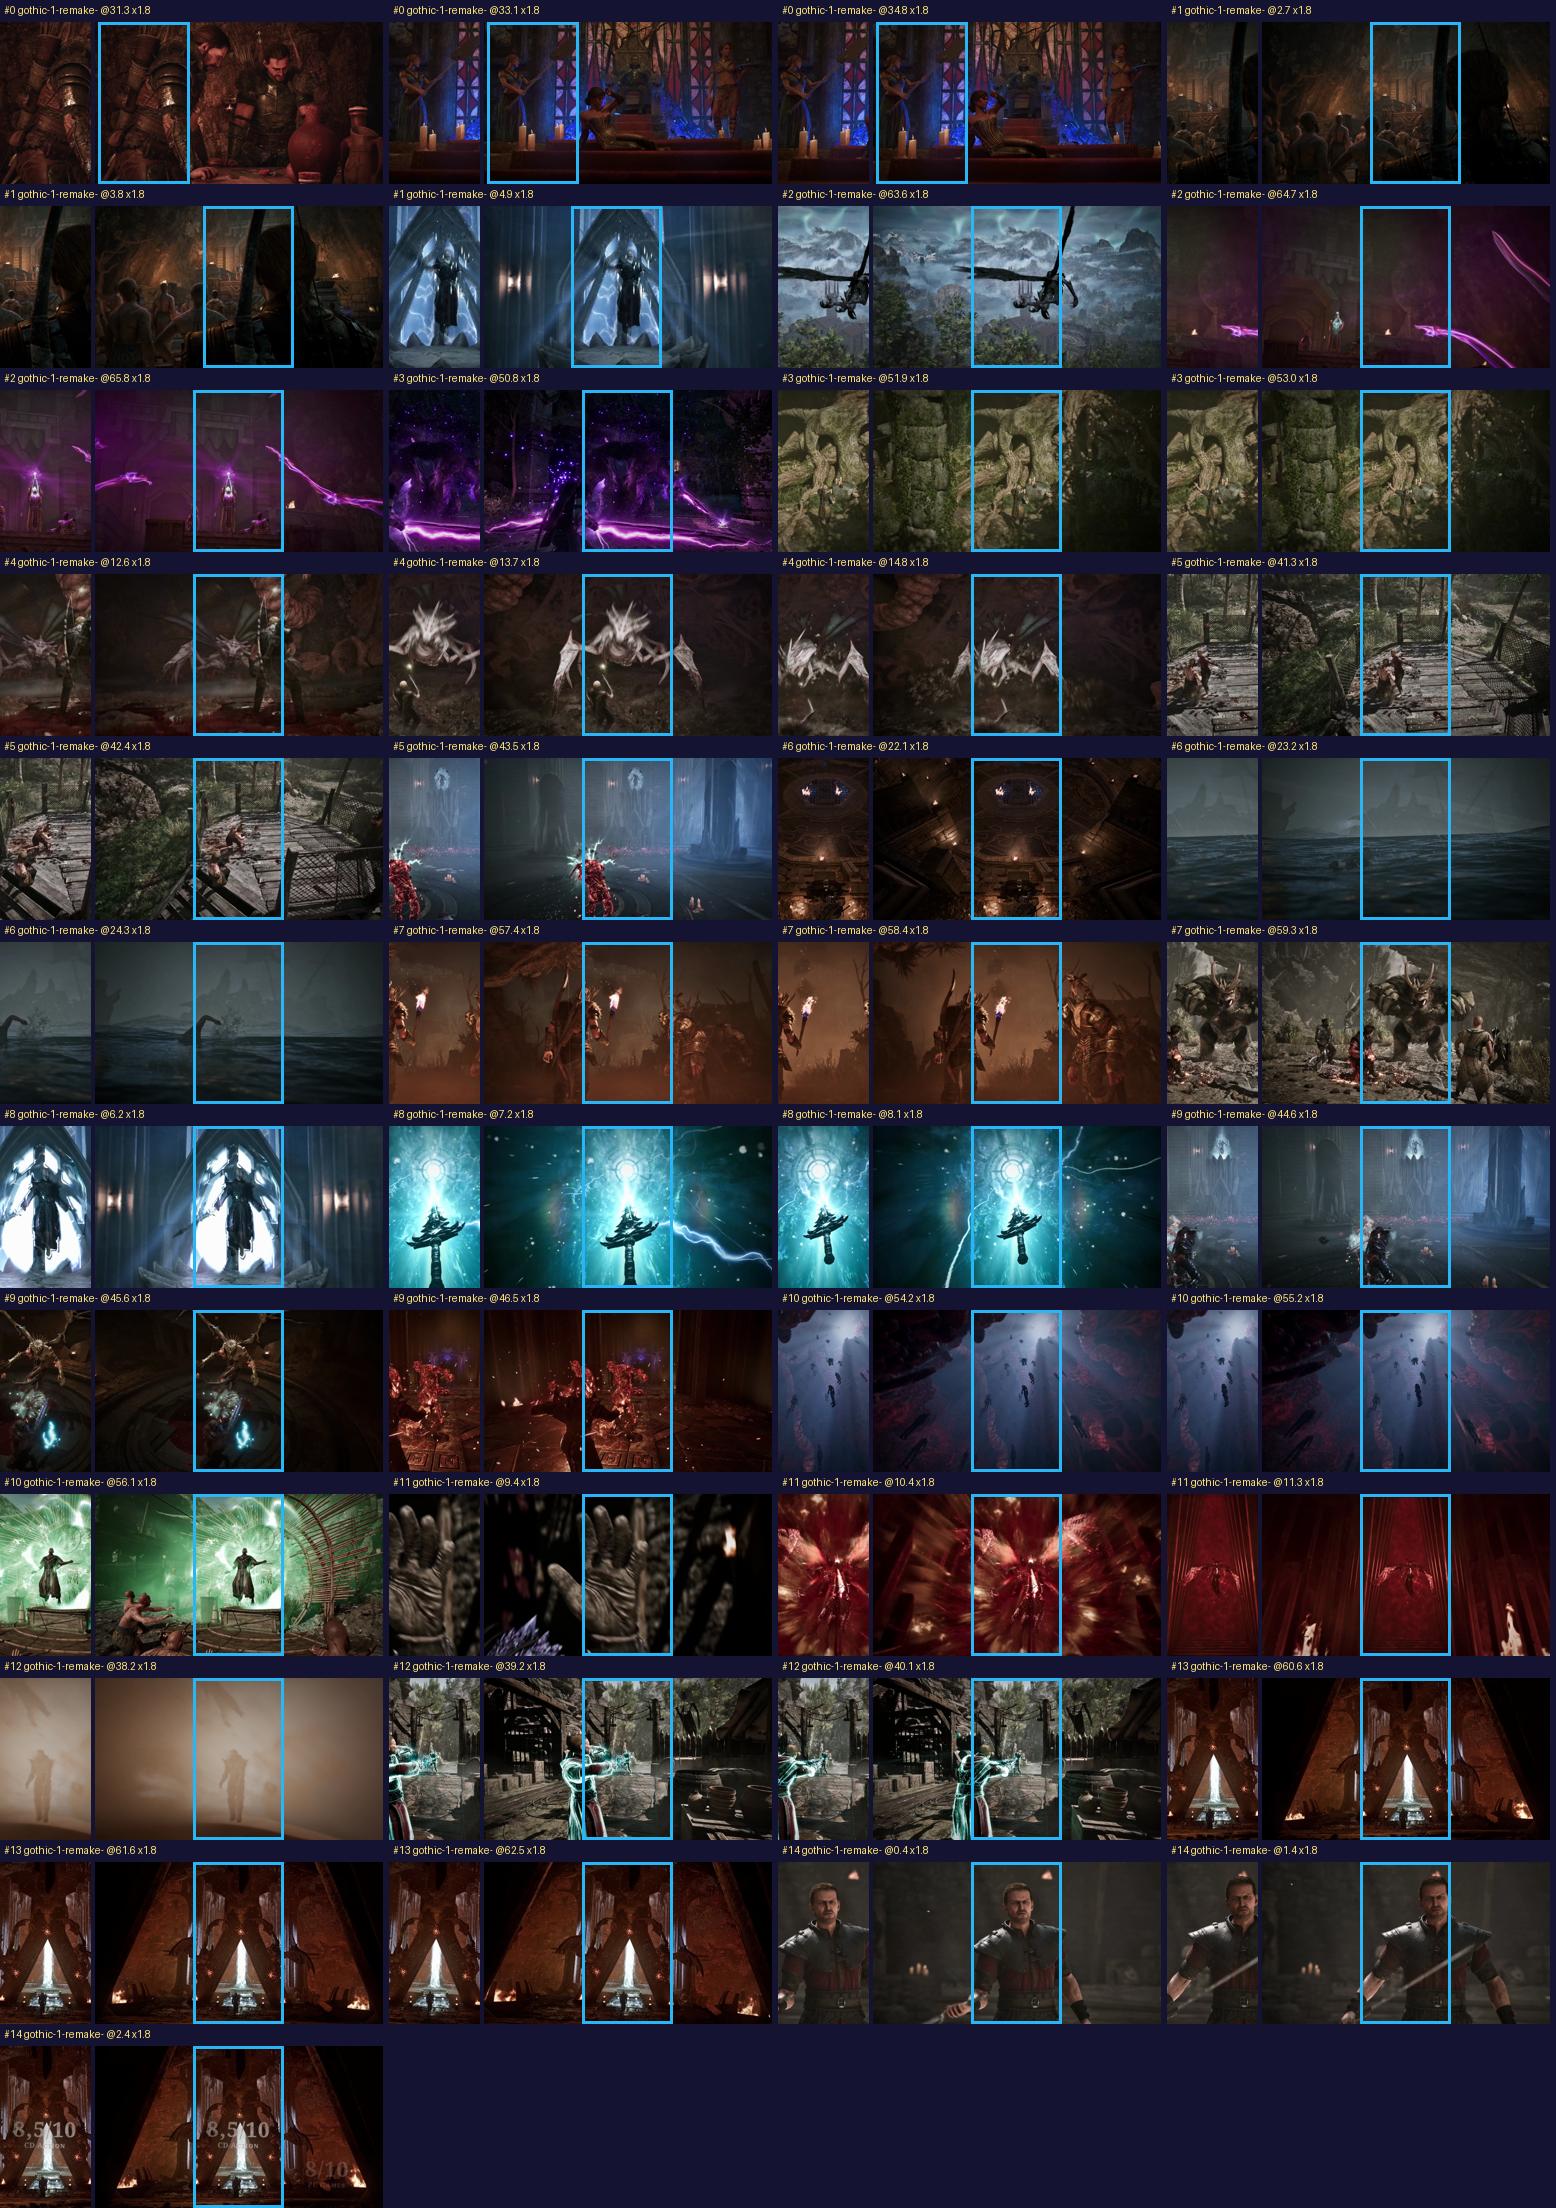 #0 gothic-1-remake- @31.3 x1.8
#0 gothic-1-remake- @33.1 x1.8
#0 gothic-1-remake- @34.8 x1.8
#1 gothic-1-remake- @2.7 x1.8
#1 gothic-1-remake- @3.8 x1.8
#1 gothic-1-remake- @4.9 x1.8
#2 gothic-1-remake- @63.6 x1.8
#2 gothic-1-remake- @64.7 x1.8
#2 gothic-1-remake- @65.8 x1.8
#3 gothic-1-remake- @50.8 x1.8
#3 gothic-1-remake- @51.9 x1.8
#3 gothic-1-remake- @53.0 x1.8
#4 gothic-1-remake- @12.6 x1.8
#4 gothic-1-remake- @13.7 x1.8
#4 gothic-1-remake- @14.8 x1.8
#5 gothic-1-remake- @41.3 x1.8
#5 gothic-1-remake- @42.4 x1.8
#5 gothic-1-remake- @43.5 x1.8
#6 gothic-1-remake- @22.1 x1.8
#6 gothic-1-remake- @23.2 x1.8
#6 gothic-1-remake- @24.3 x1.8
#7 gothic-1-remake- @57.4 x1.8
#7 gothic-1-remake- @58.4 x1.8
#7 gothic-1-remake- @59.3 x1.8
#8 gothic-1-remake- @6.2 x1.8
#8 gothic-1-remake- @7.2 x1.8
#8 gothic-1-remake- @8.1 x1.8
#9 gothic-1-remake- @44.6 x1.8
#9 gothic-1-remake- @45.6 x1.8
#9 gothic-1-remake- @46.5 x1.8
#10 gothic-1-remake- @54.2 x1.8
#10 gothic-1-remake- @55.2 x1.8
#10 gothic-1-remake- @56.1 x1.8
#11 gothic-1-remake- @9.4 x1.8
#11 gothic-1-remake- @10.4 x1.8
#11 gothic-1-remake- @11.3 x1.8
#12 gothic-1-remake- @38.2 x1.8
#12 gothic-1-remake- @39.2 x1.8
#12 gothic-1-remake- @40.1 x1.8
#13 gothic-1-remake- @60.6 x1.8
#13 gothic-1-remake- @61.6 x1.8
#13 gothic-1-remake- @62.5 x1.8
#14 gothic-1-remake- @0.4 x1.8
#14 gothic-1-remake- @1.4 x1.8
#14 gothic-1-remake- @2.4 x1.8
8,5/10
CD-ACTION
8,5/10
CD-ACTION
8/10
PC GAMES